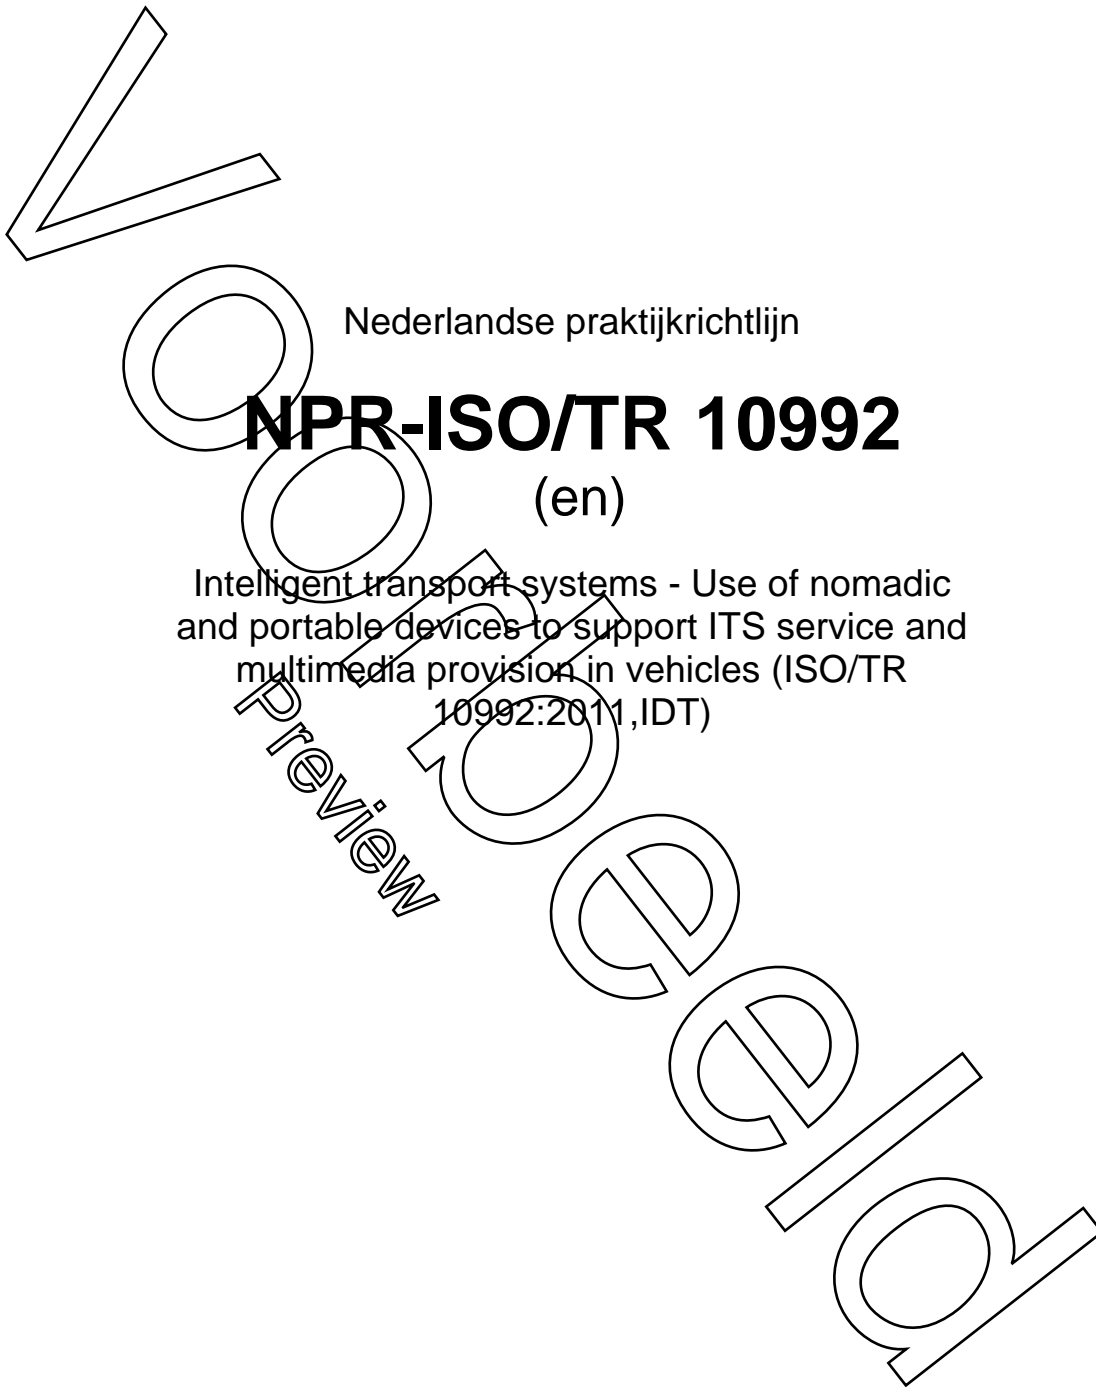 Nederlandse praktijkrichtlijn
NPR-ISO/TR 10992
(en)
Intelligent transport systems - Use of nomadic
and portable devices to support ITS service and
multimedia provision in vehicles (ISO/TR
10992:2011,IDT)
Voorbeeld
Preview